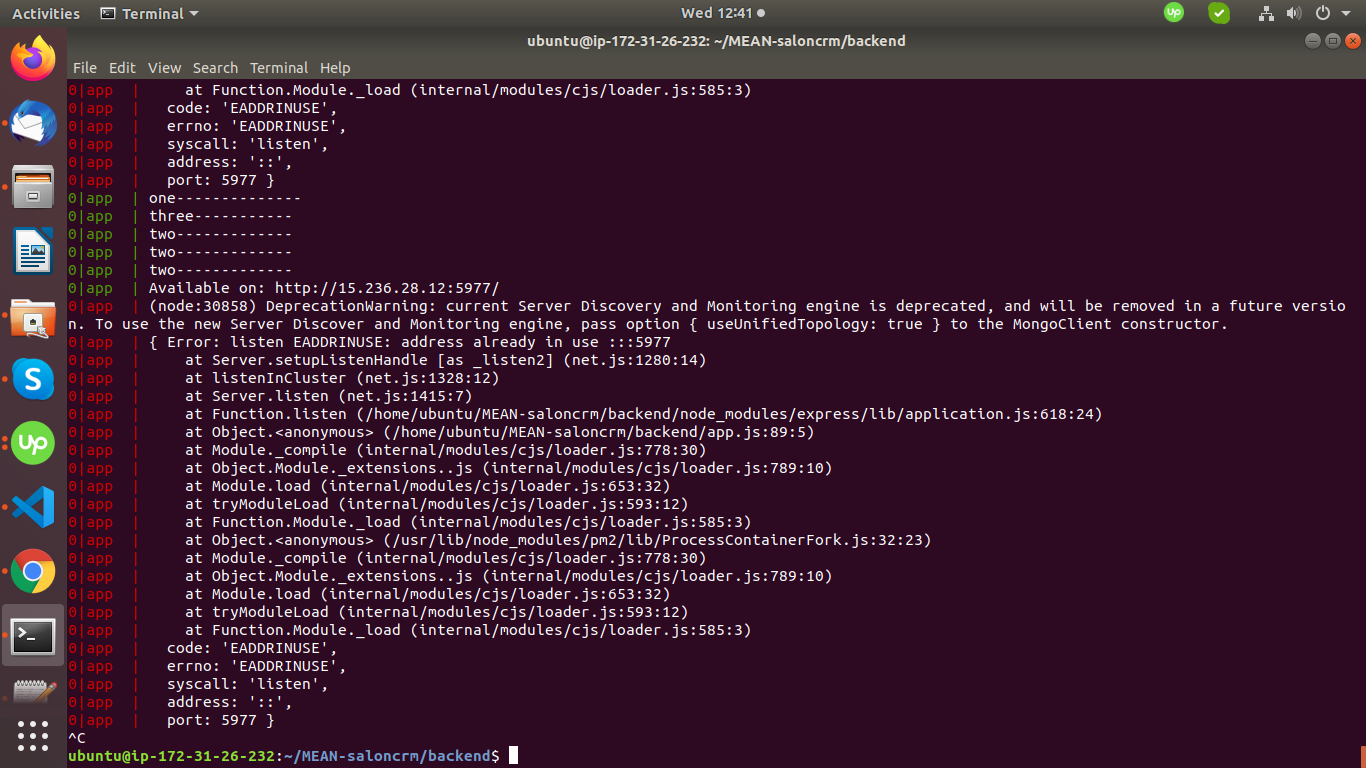 Activities Terminal Wed 12:41
ubuntu@ip-172-31-26-232: ~/MEAN-saloncrm/backend
File Edit View Search Terminal Help
0|app | at Function.Module._load (internal/modules/cjs/loader.js:585:3)
0|app | code: 'EADDRINUSE',
0|app | errno: 'EADDRINUSE',
0|app | syscall: 'listen',
0|app | address: '::',
0|app | port: 5977 }
0|app | one--------------
0|app | three-----------
0|app | two-------------
0|app | two-------------
0|app | two-------------
0|app | Available on: http://15.236.28.12:5977/
0|app | (node:30858) DeprecationWarning: current Server Discovery and Monitoring engine is deprecated, and will be removed in a future versio
n. To use the new Server Discover and Monitoring engine, pass option { useUnifiedTopology: true } to the MongoClient constructor.
0|app | { Error: listen EADDRINUSE: address already in use :::5977
0|app | at Server.setupListenHandle [as _listen2] (net.js:1280:14)
0|app | at listenInCluster (net.js:1328:12)
0|app | at Server.listen (net.js:1415:7)
0|app | at Function.listen (/home/ubuntu/MEAN-saloncrm/backend/node_modules/express/lib/application.js:618:24)
0|app | at Object.<anonymous> (/home/ubuntu/MEAN-saloncrm/backend/app.js:89:5)
0|app | at Module._compile (internal/modules/cjs/loader.js:778:30)
0|app | at Object.Module._extensions..js (internal/modules/cjs/loader.js:789:10)
0|app | at Module.load (internal/modules/cjs/loader.js:653:32)
0|app | at tryModuleLoad (internal/modules/cjs/loader.js:593:12)
0|app | at Function.Module._load (internal/modules/cjs/loader.js:585:3)
0|app | at Object.<anonymous> (/usr/lib/node_modules/pm2/lib/ProcessContainerFork.js:32:23)
0|app | at Module._compile (internal/modules/cjs/loader.js:778:30)
0|app | at Object.Module._extensions..js (internal/modules/cjs/loader.js:789:10)
0|app | at Module.load (internal/modules/cjs/loader.js:653:32)
0|app | at tryModuleLoad (internal/modules/cjs/loader.js:593:12)
0|app | at Function.Module._load (internal/modules/cjs/loader.js:585:3)
0|app | code: 'EADDRINUSE',
0|app | errno: 'EADDRINUSE',
0|app | syscall: 'listen',
0|app | address: '::',
0|app | port: 5977 }
^C
ubuntu@ip-172-31-26-232:~/MEAN-saloncrm/backend$